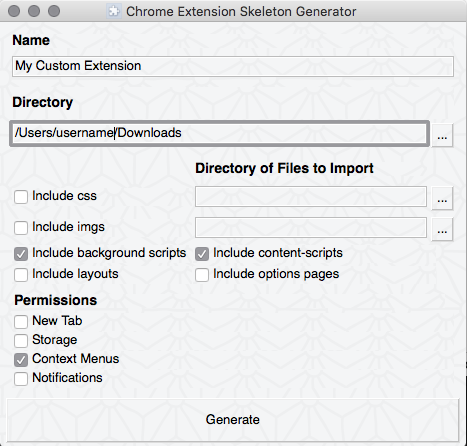 Chrome Extension Skeleton Generator
Name
My Custom Extension
Directory
/Users/username/Downloads
...
Directory of Files to Import
Include css
...
Include imgs
...
Include background scripts Include content-scripts
Include layouts Include options pages
Permissions
New Tab
Storage
Context Menus
Notifications
Generate